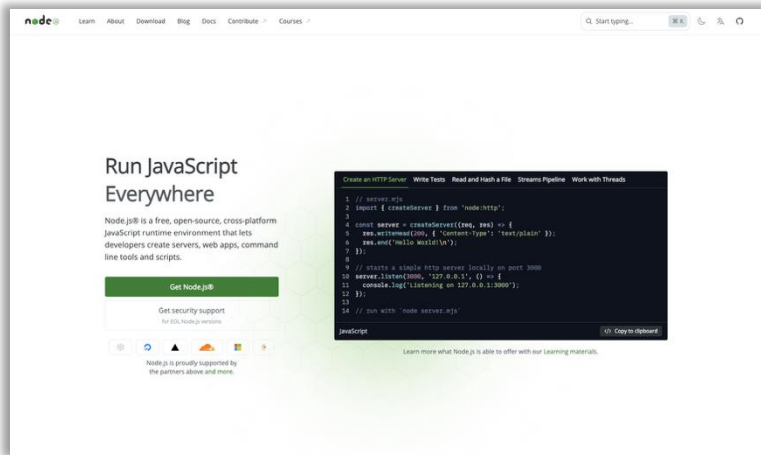 node
Learn About Download Blog Docs Contribute Courses
Start typing...
⌘ K
Run JavaScript
Everywhere
Node.js® is a free, open-source, cross-platform
JavaScript runtime environment that lets
developers create servers, web apps, command
line tools and scripts.
Get Node.js®
Get security support
for EOL Node.js versions
Node.js is proudly supported by
the partners above and more.
Create an HTTP Server Write Tests Read and Hash a File Streams Pipeline Work with Threads
1 // server.mjs
2 import { createServer } from 'node:http';
3
4 const server = createServer((req, res) => {
5 res.writeHead(200, { 'Content-Type': 'text/plain' });
6 res.end('Hello World!\n');
7 });
8
9 // starts a simple http server locally on port 3000
10 server.listen(3000, '127.0.0.1', () => {
11 console.log('Listening on 127.0.0.1:3000');
12 });
13
14 // run with `node server.mjs`
JavaScript
</> Copy to clipboard
Learn more what Node.js is able to offer with our Learning materials.